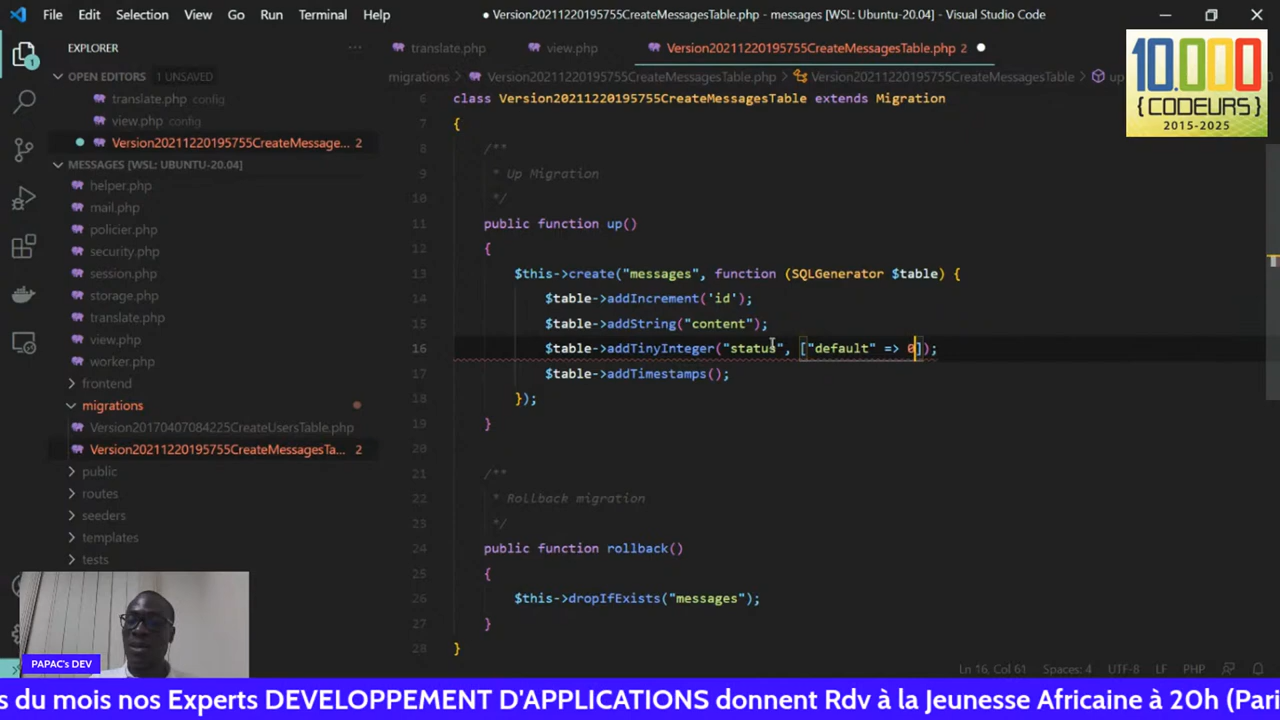 File Edit Selection View Go Run Terminal Help
● Version20211220195755CreateMessagesTable.php - messages [WSL: Ubuntu-20.04] - Visual Studio Code
EXPLORER
OPEN EDITORS 1 UNSAVED
translate.php config
view.php config
Version20211220195755CreateMessage... 2
MESSAGES [WSL: UBUNTU-20.04]
helper.php
mail.php
policier.php
security.php
session.php
storage.php
translate.php
view.php
worker.php
frontend
migrations
Version20170407084225CreateUsersTable.php
Version20211220195755CreateMessagesTa... 2
public
routes
seeders
templates
tests
translate.php view.php Version20211220195755CreateMessagesTable.php 2
migrations > Version20211220195755CreateMessagesTable.php > Version20211220195755CreateMessagesTable > up
6 class Version20211220195755CreateMessagesTable extends Migration
7 {
8 /**
9 * Up Migration
10 */
11 public function up()
12 {
13 $this->create("messages", function (SQLGenerator $table) {
14 $table->addIncrement('id');
15 $table->addString("content");
16 $table->addTinyInteger("status", ["default" => 0]);
17 $table->addTimestamps();
18 });
19 }
20
21 /**
22 * Rollback migration
23 */
24 public function rollback()
25 {
26 $this->dropIfExists("messages");
27 }
28 }
10.000
{CODEURS}
2015-2025
1
PAPAC's DEV
Ln 16, Col 61 Spaces: 4 UTF-8 LF PHP
s du mois nos Experts DEVELOPPEMENT D'APPLICATIONS donnent Rdv à la Jeunesse Africaine à 20h (Pari